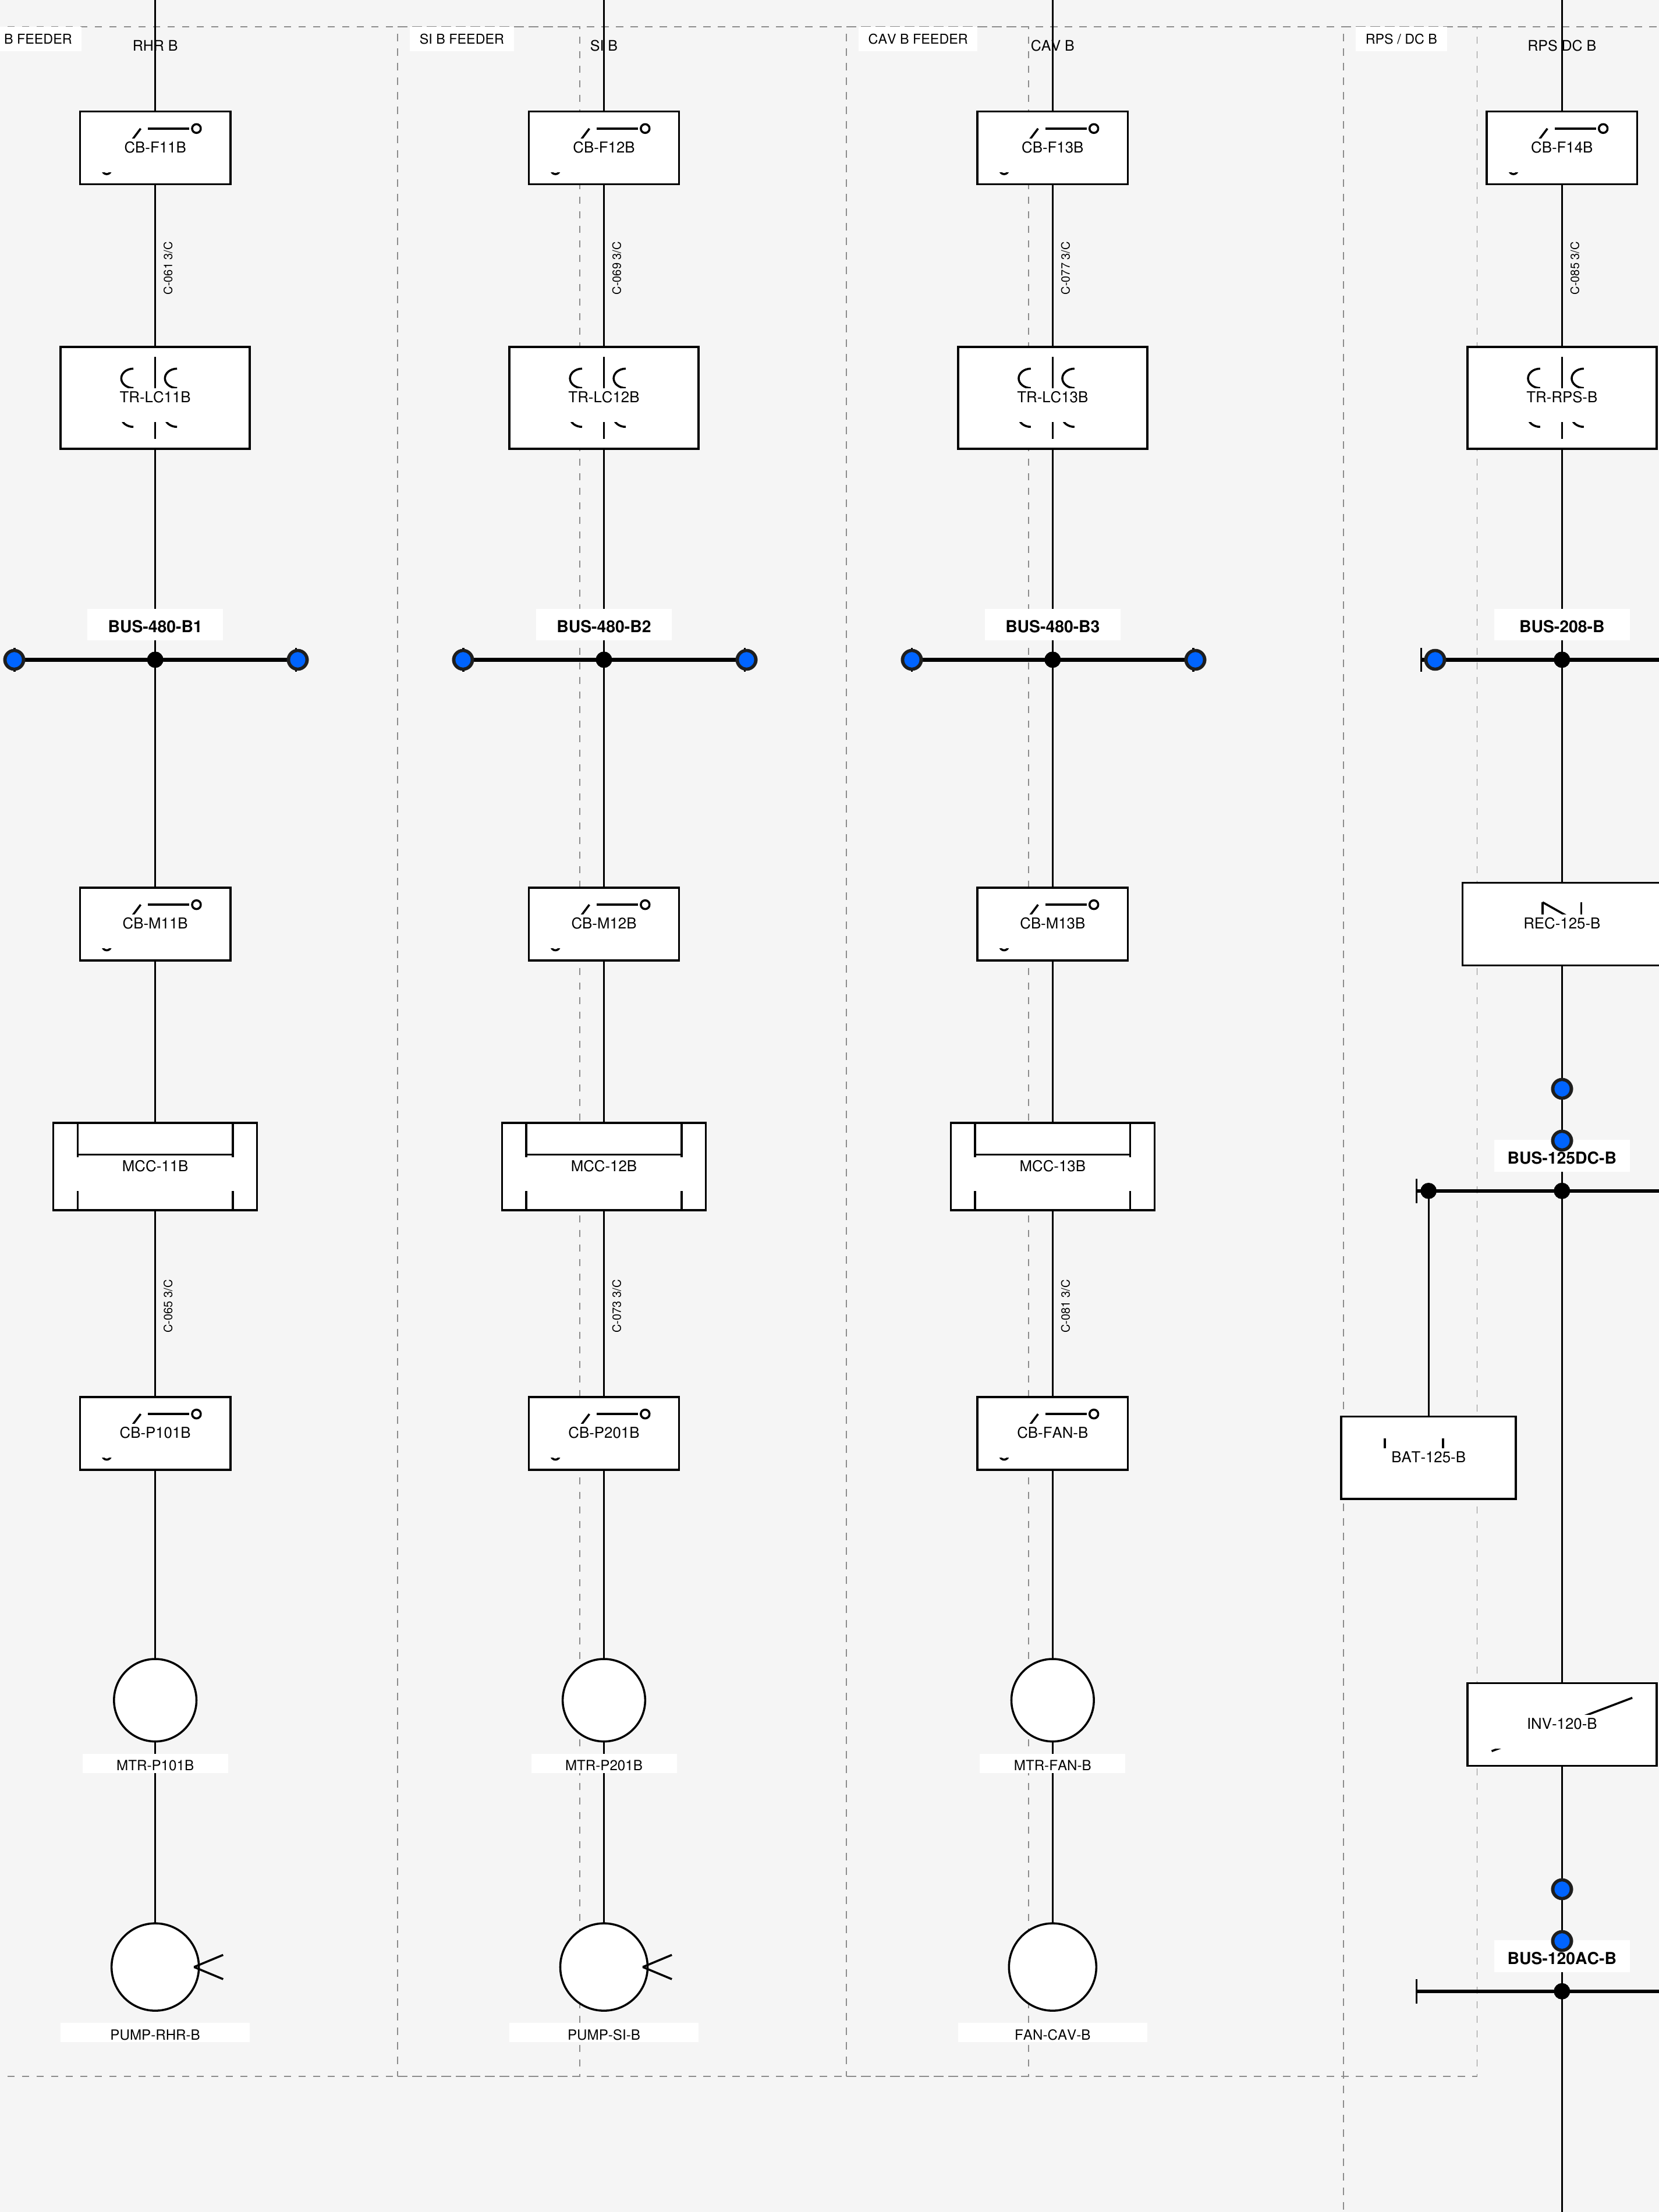 B FEEDER
SI B FEEDER
CAV B FEEDER
RPS / DC B
RHR B
SI B
CAV B
RPS DC B
CB-F11B
CB-F12B
CB-F13B
CB-F14B
C-061 3/C
C-069 3/C
C-077 3/C
C-085 3/C
TR-LC11B
TR-LC12B
TR-LC13B
TR-RPS-B
BUS-480-B1
BUS-480-B2
BUS-480-B3
BUS-208-B
CB-M11B
CB-M12B
CB-M13B
REC-125-B
BUS-125DC-B
MCC-11B
MCC-12B
MCC-13B
C-065 3/C
C-073 3/C
C-081 3/C
CB-P101B
CB-P201B
CB-FAN-B
BAT-125-B
INV-120-B
MTR-P101B
MTR-P201B
MTR-FAN-B
BUS-120AC-B
PUMP-RHR-B
PUMP-SI-B
FAN-CAV-B